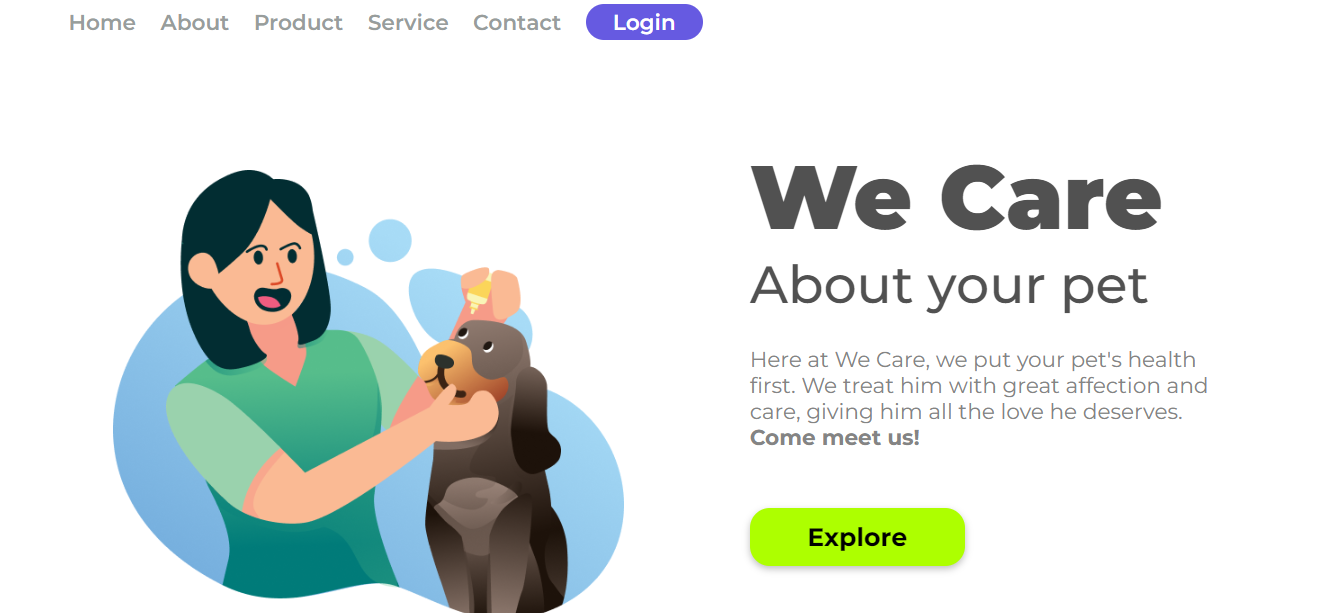 Home About Product Service Contact Login
We Care
About your pet
Here at We Care, we put your pet's health
first. We treat him with great affection and
care, giving him all the love he deserves.
Come meet us!
Explore